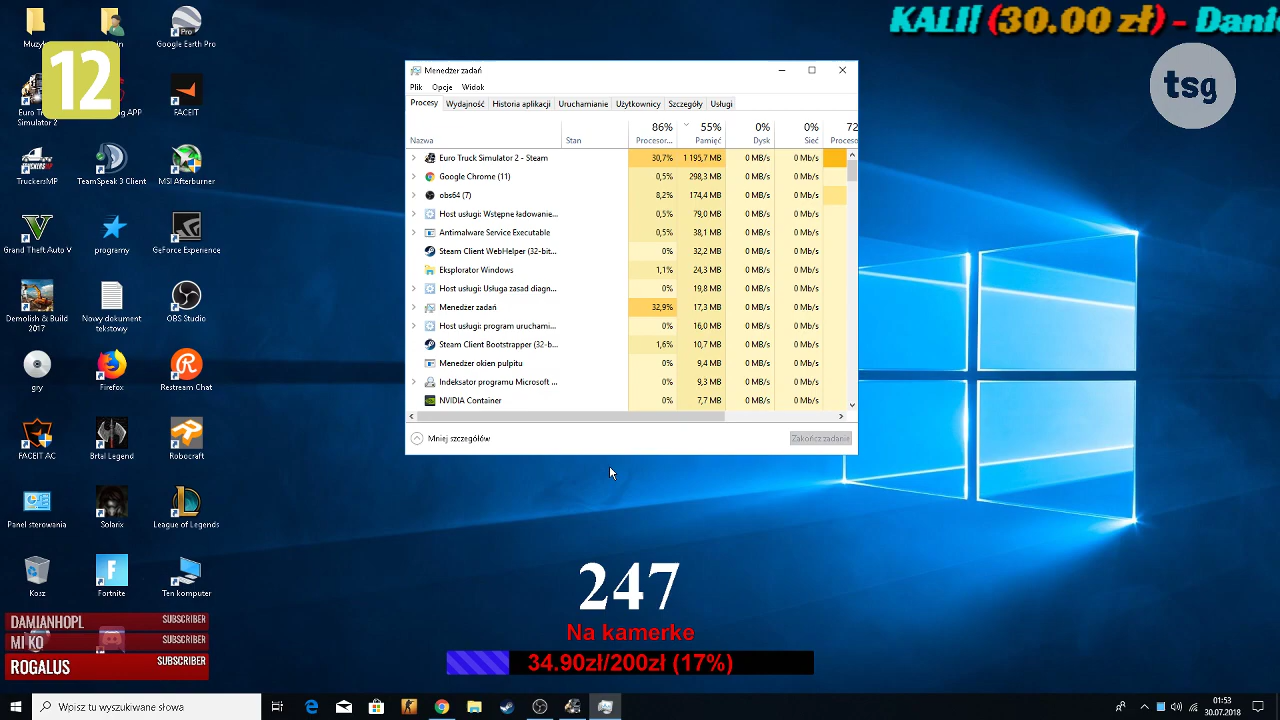 KALI! (30.00 zł) - Danie
Muzy
Google Earth Pro
12
tsg
Euro Tru
Simulator 2
g APP
FACEIT
TruckersMP
TeamSpeak 3 Client
MSI Afterburner
Grand Theft Auto V
programy
GeForce Experience
Demolish & Build
2017
Nowy dokument
tekstowy
OBS Studio
gry
Firefox
Restream Chat
FACEIT AC
Brtal Legend
Robocraft
Panel sterowania
Solarix
League of Legends
Kosz
Fortnite
Ten komputer
Menedżer zadań
Plik Opcje Widok
Procesy Wydajność Historia aplikacji Uruchamianie Użytkownicy Szczegóły Usługi
86% 55% 0% 0% 72
Nazwa Stan Procesor... Pamięć Dysk Sieć Proceso
Euro Truck Simulator 2 - Steam 30,7% 1 195,7 MB 0 MB/s 0 Mb/s
Google Chrome (11) 0,5% 298,3 MB 0 MB/s 0 Mb/s
obs64 (7) 8,2% 174,4 MB 0 MB/s 0 Mb/s
Host usługi: Wstępne ładowanie... 0,5% 79,0 MB 0 MB/s 0 Mb/s
Antimalware Service Executable 0,5% 38,1 MB 0 MB/s 0 Mb/s
Steam Client WebHelper (32-bit... 0% 32,2 MB 0 MB/s 0 Mb/s
Eksplorator Windows 1,1% 24,3 MB 0 MB/s 0 Mb/s
Host usługi: Usługa zasad diagn... 0% 19,8 MB 0 MB/s 0 Mb/s
Menedżer zadań 32,9% 17,3 MB 0 MB/s 0 Mb/s
Host usługi: program uruchami... 0% 16,0 MB 0 MB/s 0 Mb/s
Steam Client Bootstrapper (32-b... 1,6% 10,7 MB 0 MB/s 0 Mb/s
Menedżer okien pulpitu 0% 9,4 MB 0 MB/s 0 Mb/s
Indeksator programu Microsoft ... 0% 9,3 MB 0 MB/s 0 Mb/s
NVIDIA Container 0% 7,7 MB 0 MB/s 0 Mb/s
Mniej szczegółów
Zakończ zadanie
247
Na kamerke
34.90zł/200zł (17%)
DAMIANHOPL SUBSCRIBER
MI KO SUBSCRIBER
ROGALUS SUBSCRIBER
Wpisz tu wyszukiwane słowa
01:53
30.07.2018